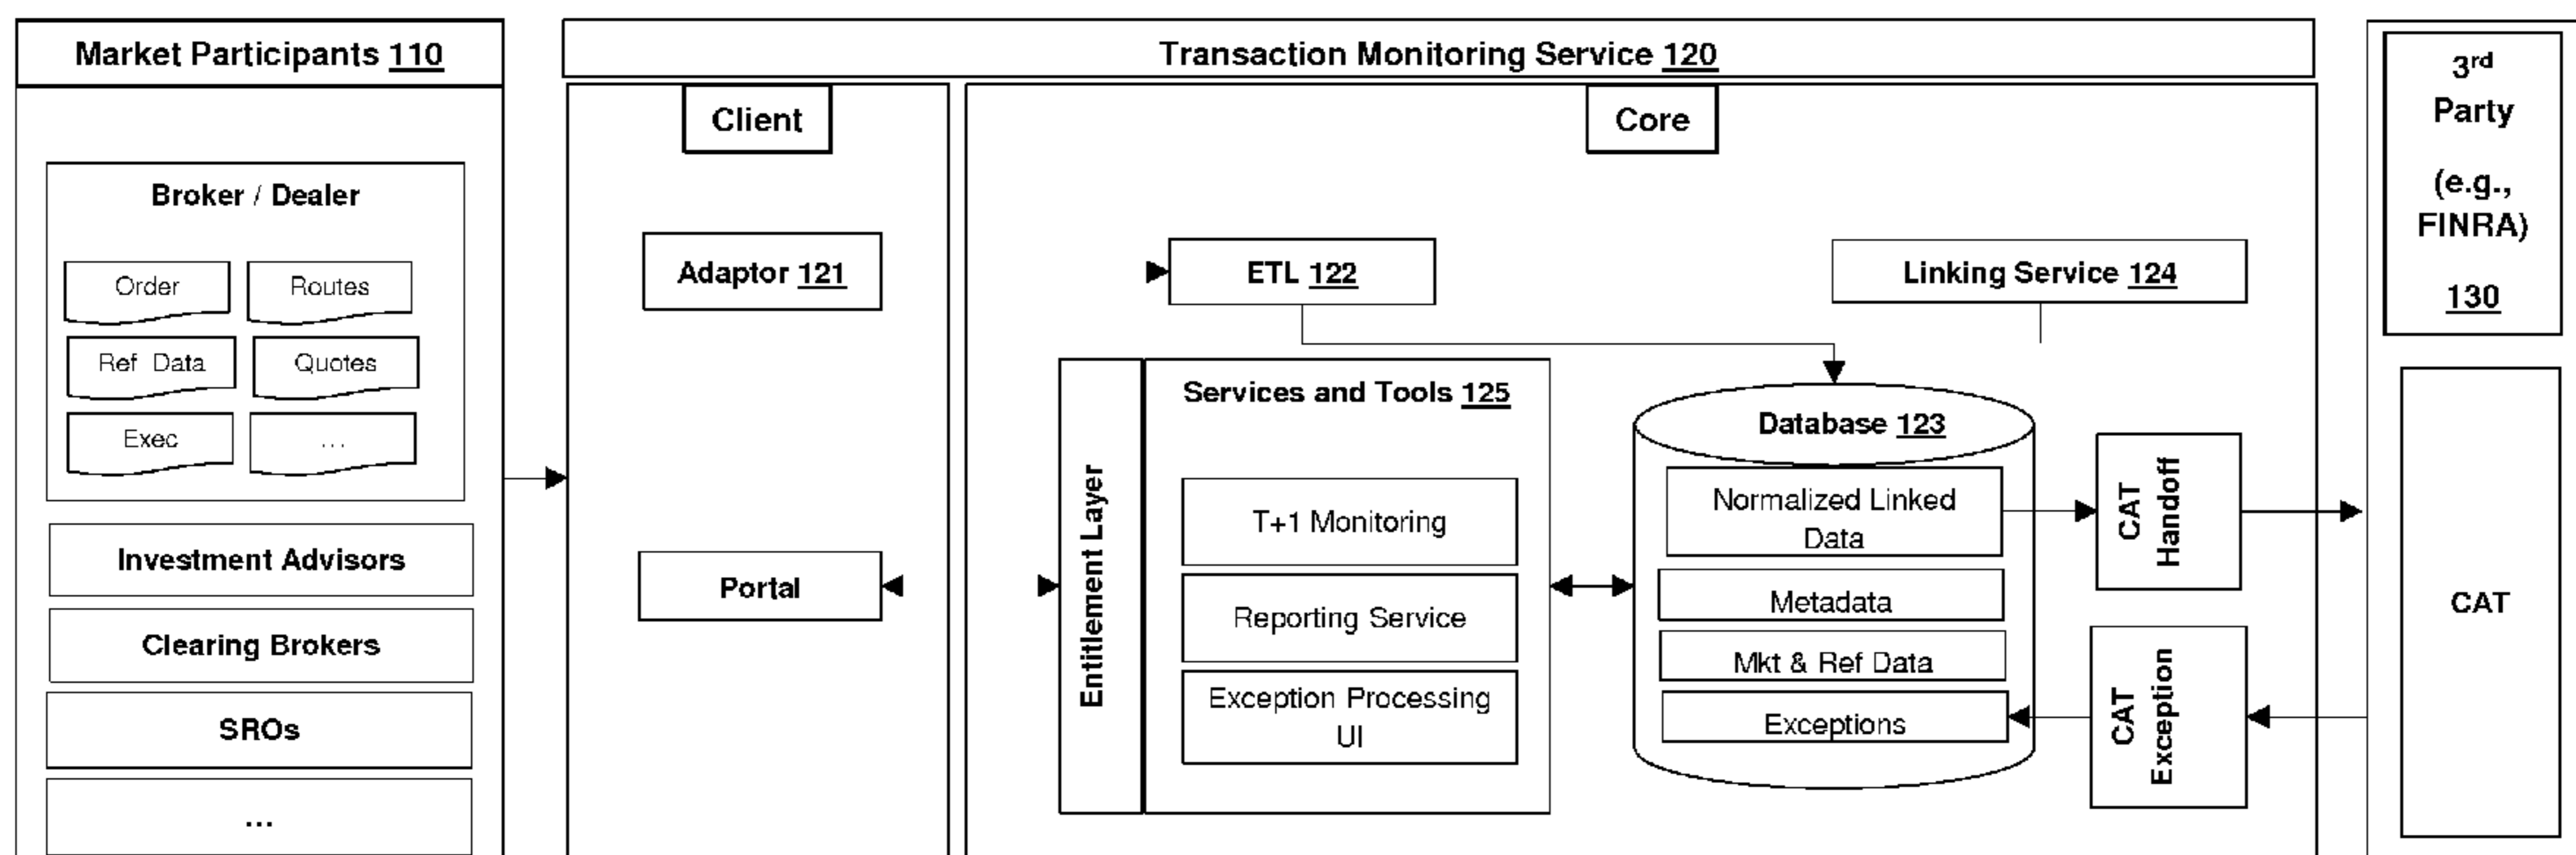 Market Participants 110
Broker / Dealer
Order
Routes
Ref Data
Quotes
Exec
...
Investment Advisors
Clearing Brokers
SROs
...
Transaction Monitoring Service 120
Client
Adaptor 121
Portal
Core
ETL 122
Linking Service 124
Entitlement Layer
Services and Tools 125
T+1 Monitoring
Reporting Service
Exception Processing
UI
Database 123
Normalized Linked
Data
Metadata
Mkt & Ref Data
Exceptions
CAT
Handoff
CAT
Exception
3rd
Party
(e.g.,
FINRA)
130
CAT